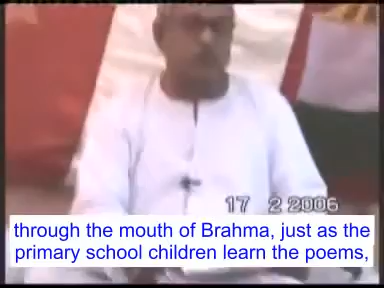 17 2 2006
through the mouth of Brahma, just as the
primary school children learn the poems,